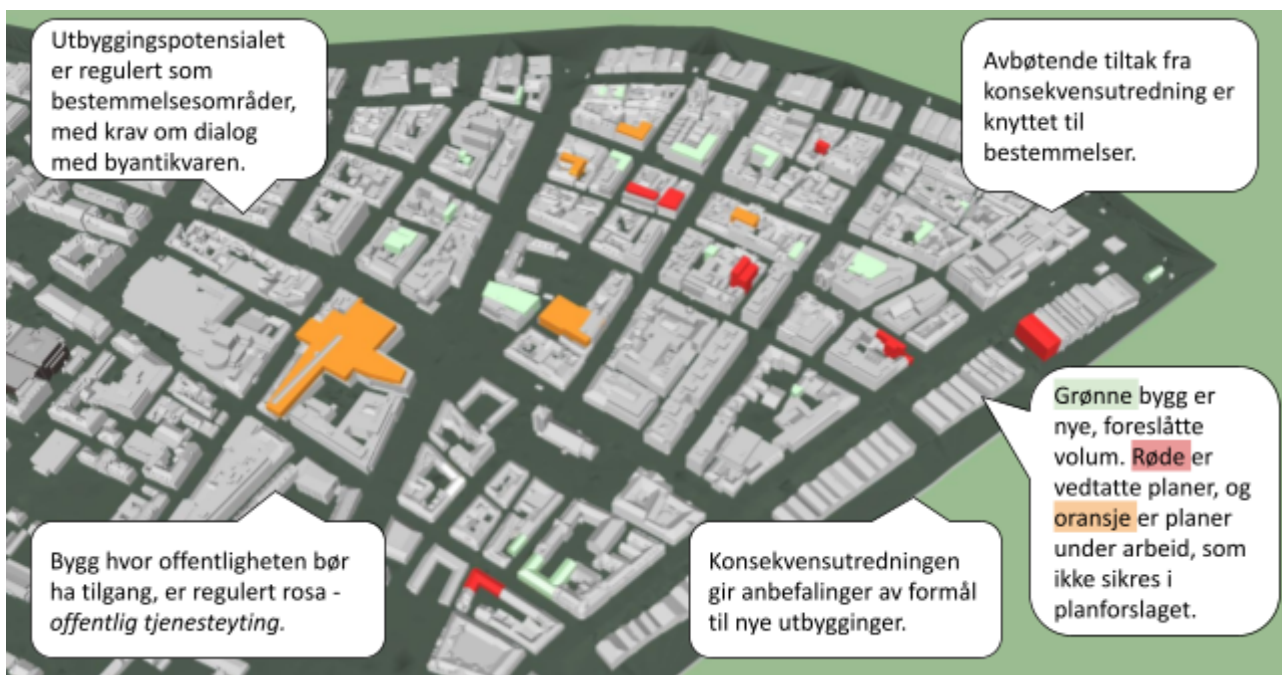 Utbyggingspotensialet
er regulert som
bestemmelsesområder,
med krav om dialog
med byantikvaren.
Avbøtende tiltak fra
konsekvensutredning er
knyttet til
bestemmelser.
Grønne bygg er
nye, foreslåtte
volum. Røde er
vedtatte planer, og
oransje er planer
under arbeid, som
ikke sikres i
planforslaget.
Bygg hvor offentligheten bør
ha tilgang, er regulert rosa -
offentlig tjenesteyting.
Konsekvensutredningen
gir anbefalinger av formål
til nye utbygginger.